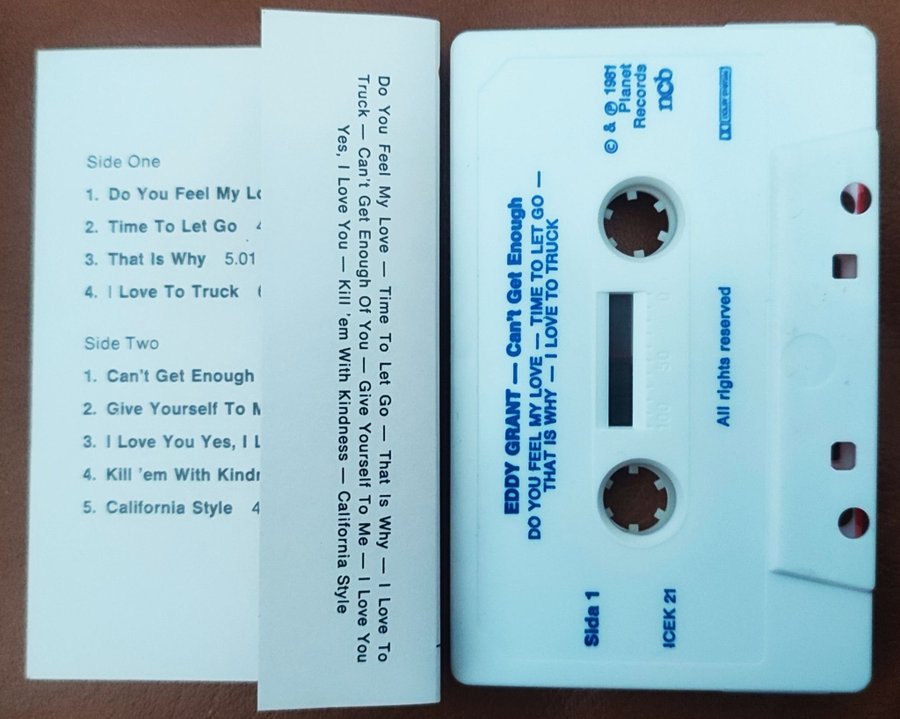 Side One
1. Do You Feel My
2. Time To Let Go
3. That Is Why 5.01
4. I Love To Truck
Side Two
1. Can't Get Enough
2. Give Yourself To
3. I Love You Yes, I
4. Kill 'em With
5. California Style 4
Do You Feel My Love — Time To Let Go — That Is Why — I Love To
Truck — Can't Get Enough Of You — Give Yourself To Me — I Love You
Yes, I Love You — Kill 'em With Kindness — California Style
EDDY GRANT — Can't Get Enough
DO YOU FEEL MY LOVE — TIME TO LET GO —
THAT IS WHY — I LOVE TO TRUCK
© & ℗ 1981
Planet
Records
ncb
All rights reserved
Sida 1
ICEK 21